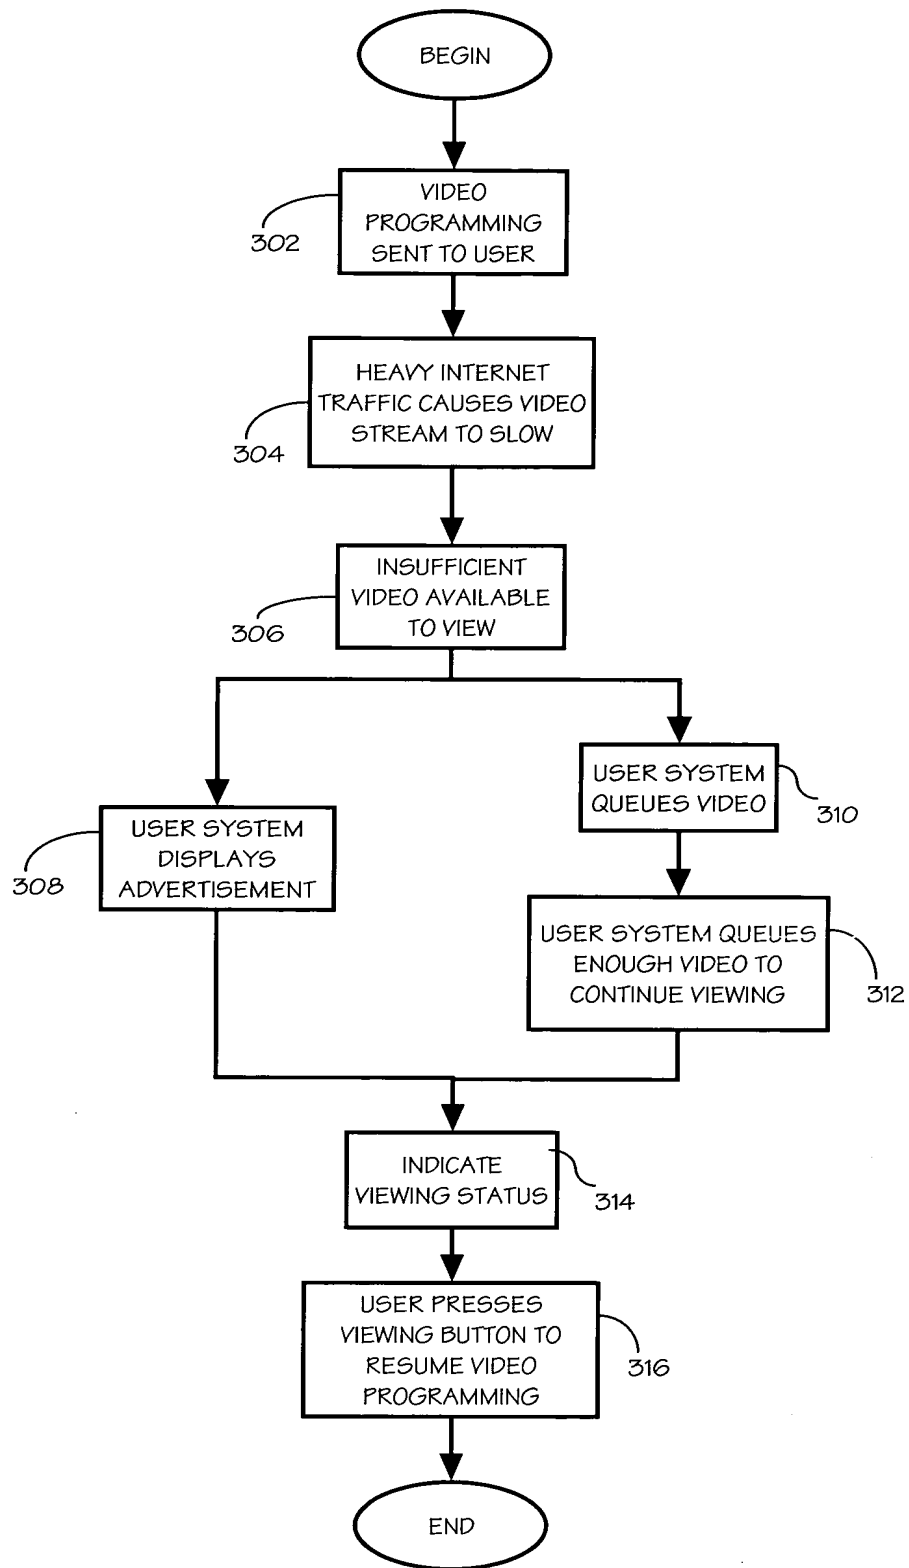 BEGIN
VIDEO
PROGRAMMING
SENT TO USER
302
HEAVY INTERNET
TRAFFIC CAUSES VIDEO
STREAM TO SLOW
304
INSUFFICIENT
VIDEO AVAILABLE
TO VIEW
306
USER SYSTEM
DISPLAYS
ADVERTISEMENT
308
USER SYSTEM
QUEUES VIDEO
310
USER SYSTEM QUEUES
ENOUGH VIDEO TO
CONTINUE VIEWING
312
INDICATE
VIEWING STATUS
314
USER PRESSES
VIEWING BUTTON TO
RESUME VIDEO
PROGRAMMING
316
END